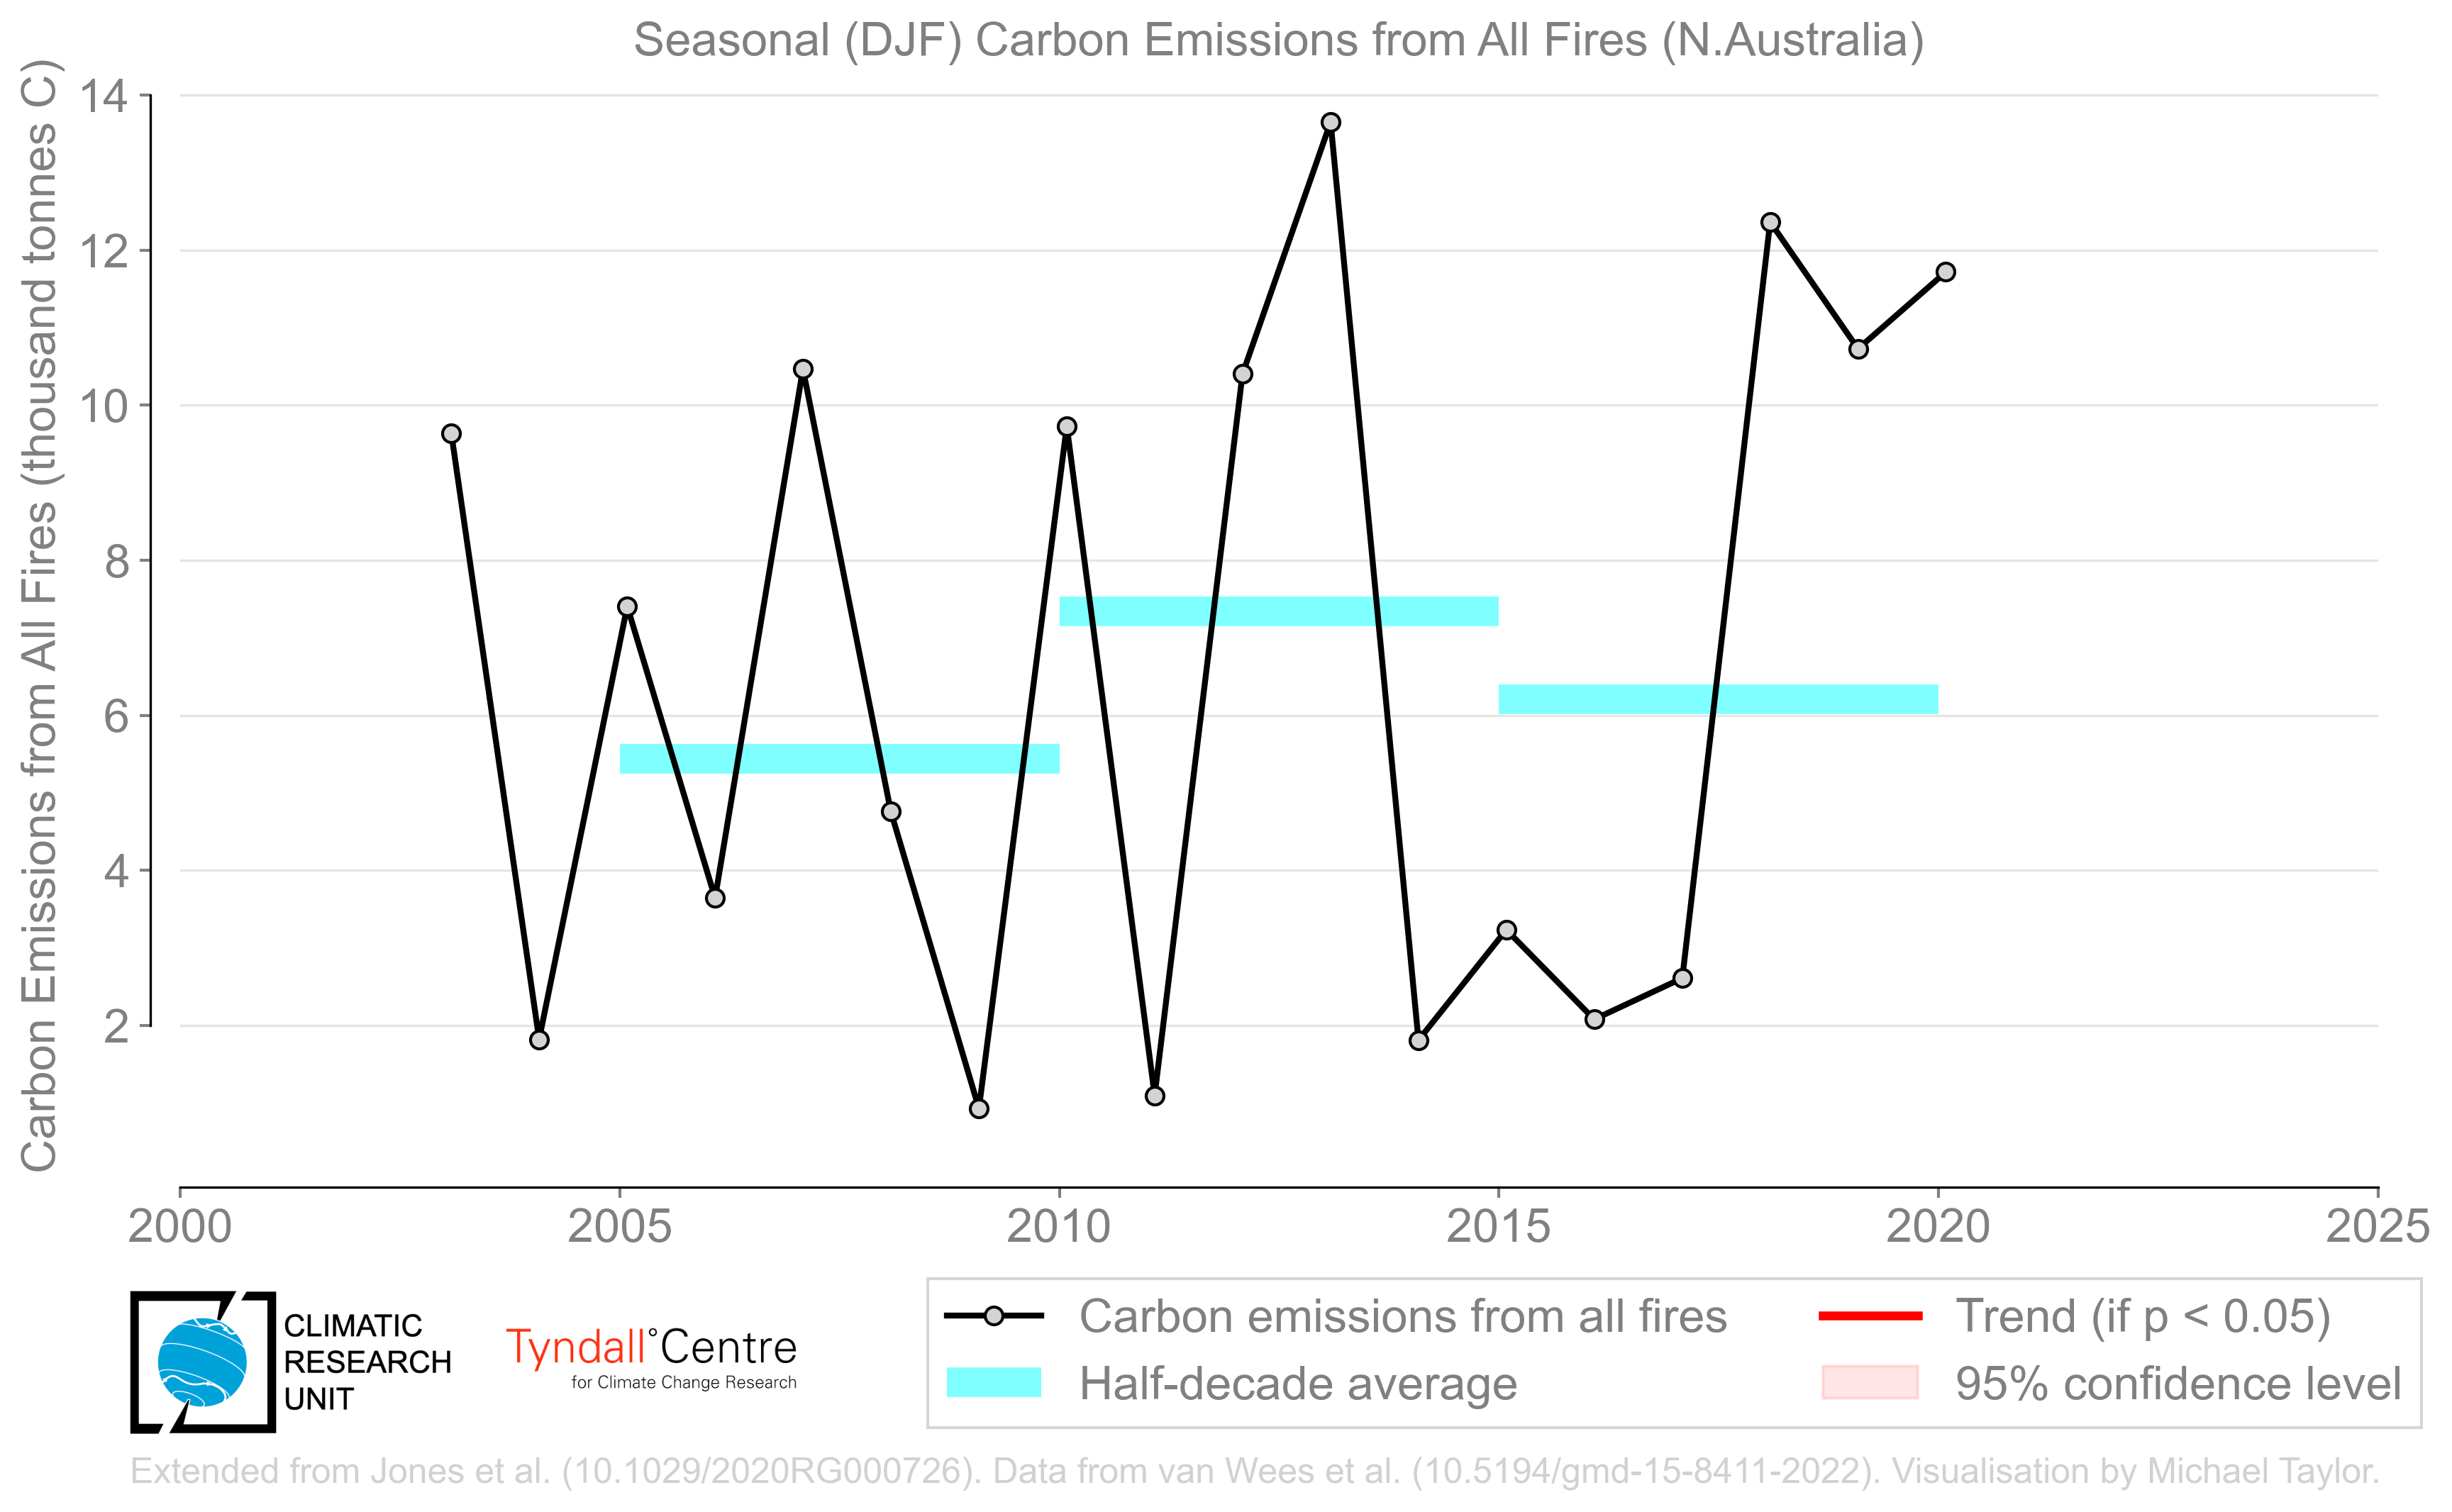 Seasonal (DJF) Carbon Emissions from All Fires (N.Australia)
Carbon Emissions from All Fires (thousand tonnes C)
14
12
10
8
6
4
2
2000
2005
2010
2015
2020
2025
CLIMATIC
RESEARCH
UNIT
Tyndall°Centre
for Climate Change Research
Carbon emissions from all fires
Half-decade average
Trend (if p < 0.05)
95% confidence level
Extended from Jones et al. (10.1029/2020RG000726). Data from van Wees et al. (10.5194/gmd-15-8411-2022). Visualisation by Michael Taylor.